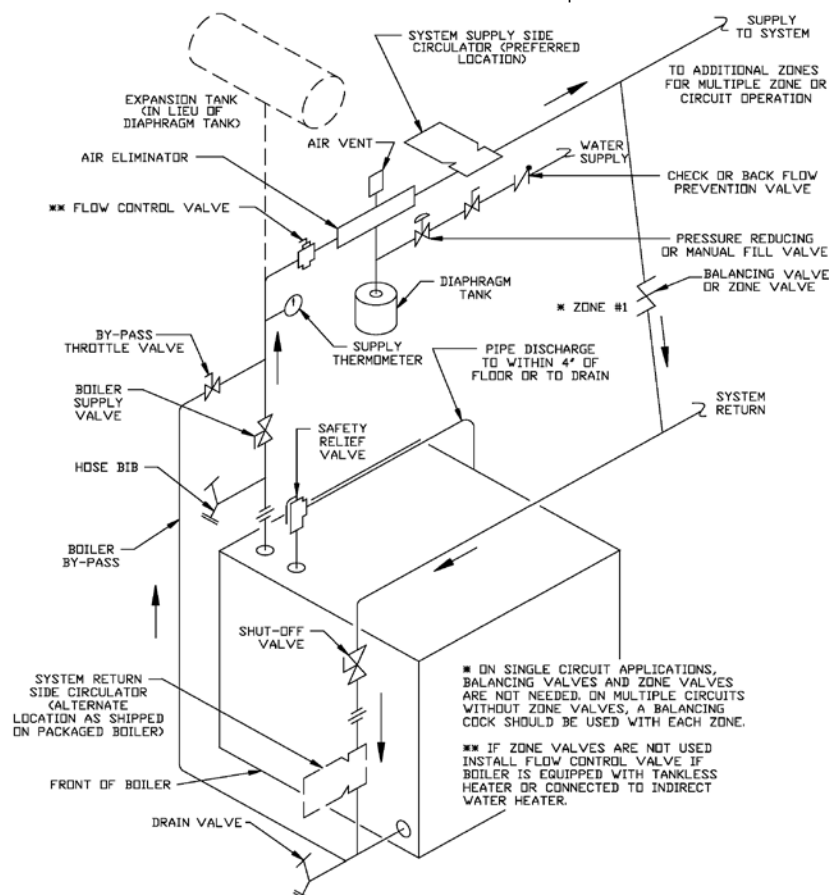 SUPPLY
TO SYSTEM
SYSTEM SUPPLY SIDE
CIRCULATOR (PREFERRED
LOCATION)
TO ADDITIONAL ZONES
FOR MULTIPLE ZONE OR
CIRCUIT OPERATION
EXPANSION TANK
(IN LIEU OF
DIAPHRAGM TANK)
AIR VENT
WATER
SUPPLY
AIR ELIMINATOR
CHECK OR BACK FLOW
PREVENTION VALVE
** FLOW CONTROL VALVE
PRESSURE REDUCING
OR MANUAL FILL VALVE
DIAPHRAGM
TANK
BALANCING VALVE
OR ZONE VALVE
* ZONE #1
BY-PASS
THROTTLE VALVE
SUPPLY
THERMOMETER
PIPE DISCHARGE
TO WITHIN 4" OF
FLOOR OR TO DRAIN
BOILER
SUPPLY
VALVE
SYSTEM
RETURN
SAFETY
RELIEF
VALVE
HOSE BIB
BOILER
BY-PASS
SHUT-OFF
VALVE
SYSTEM RETURN
SIDE CIRCULATOR
(ALTERNATE
LOCATION AS SHIPPED
ON PACKAGED BOILER)
* ON SINGLE CIRCUIT APPLICATIONS,
BALANCING VALVES AND ZONE VALVES
ARE NOT NEEDED. ON MULTIPLE CIRCUITS
WITHOUT ZONE VALVES, A BALANCING
COCK SHOULD BE USED WITH EACH ZONE.
** IF ZONE VALVES ARE NOT USED
INSTALL FLOW CONTROL VALVE IF
BOILER IS EQUIPPED WITH TANKLESS
HEATER OR CONNECTED TO INDIRECT
WATER HEATER.
FRONT OF BOILER
DRAIN VALVE